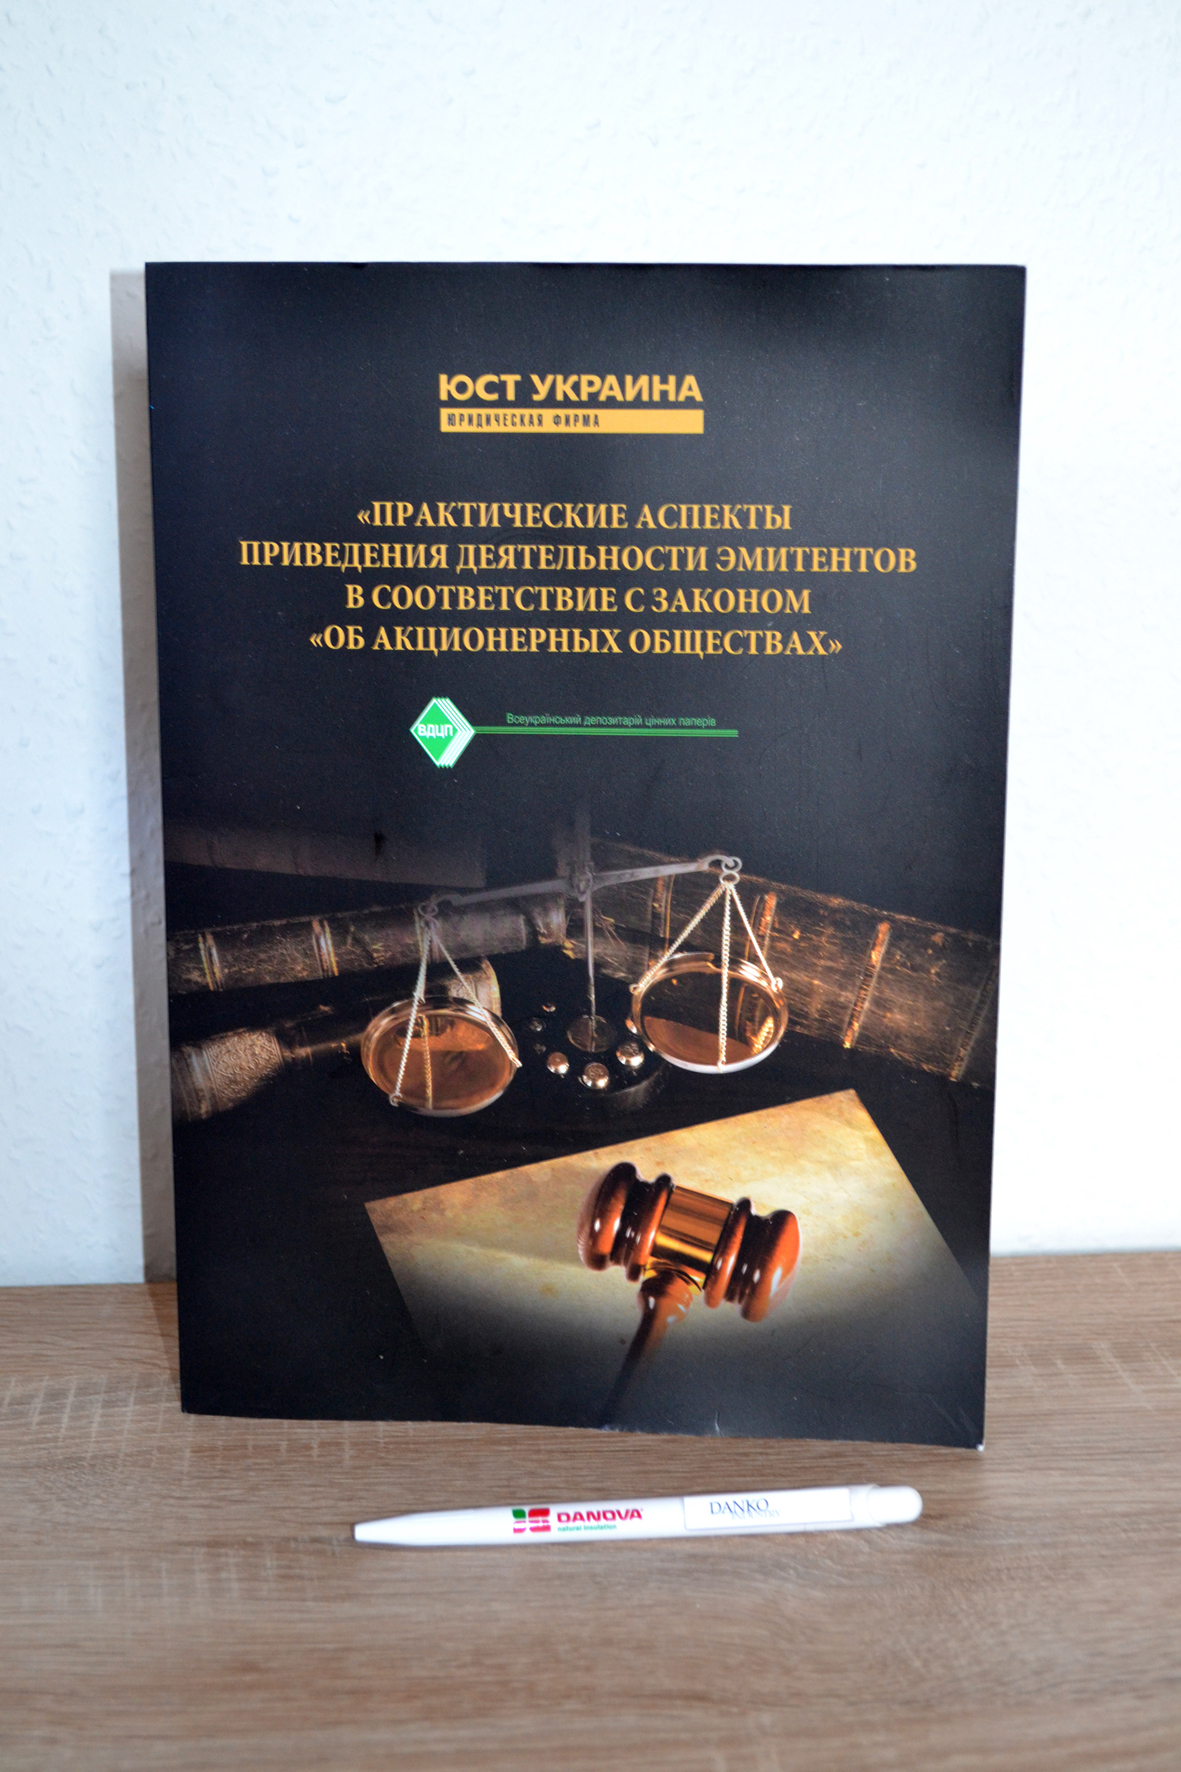 ЮСТ УКРАИНА
ЮРИДИЧЕСКАЯ ФИРМА
«ПРАКТИЧЕСКИЕ АСПЕКТЫ
ПРИВЕДЕНИЯ ДЕЯТЕЛЬНОСТИ ЭМИТЕНТОВ
В СООТВЕТСТВИЕ С ЗАКОНОМ
«ОБ АКЦИОНЕРНЫХ ОБЩЕСТВАХ»
ВДЦП
Всеукраїнський депозитарій цінних паперів
DANOVA
natural insulation
DANKO
INDUSTRY